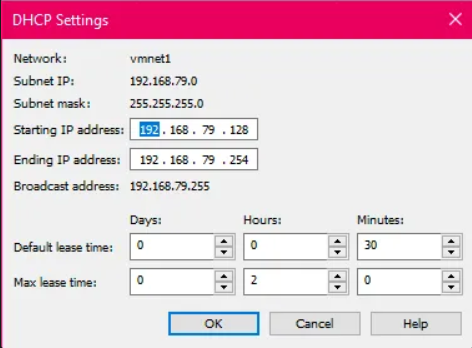 DHCP Settings
Network: vmnet1
Subnet IP: 192.168.79.0
Subnet mask: 255.255.255.0
Starting IP address: 192 . 168 . 79 . 128
Ending IP address: 192 . 168 . 79 . 254
Broadcast address: 192.168.79.255
Days: Hours: Minutes:
Default lease time: 0 0 30
Max lease time: 0 2 0
OK Cancel Help